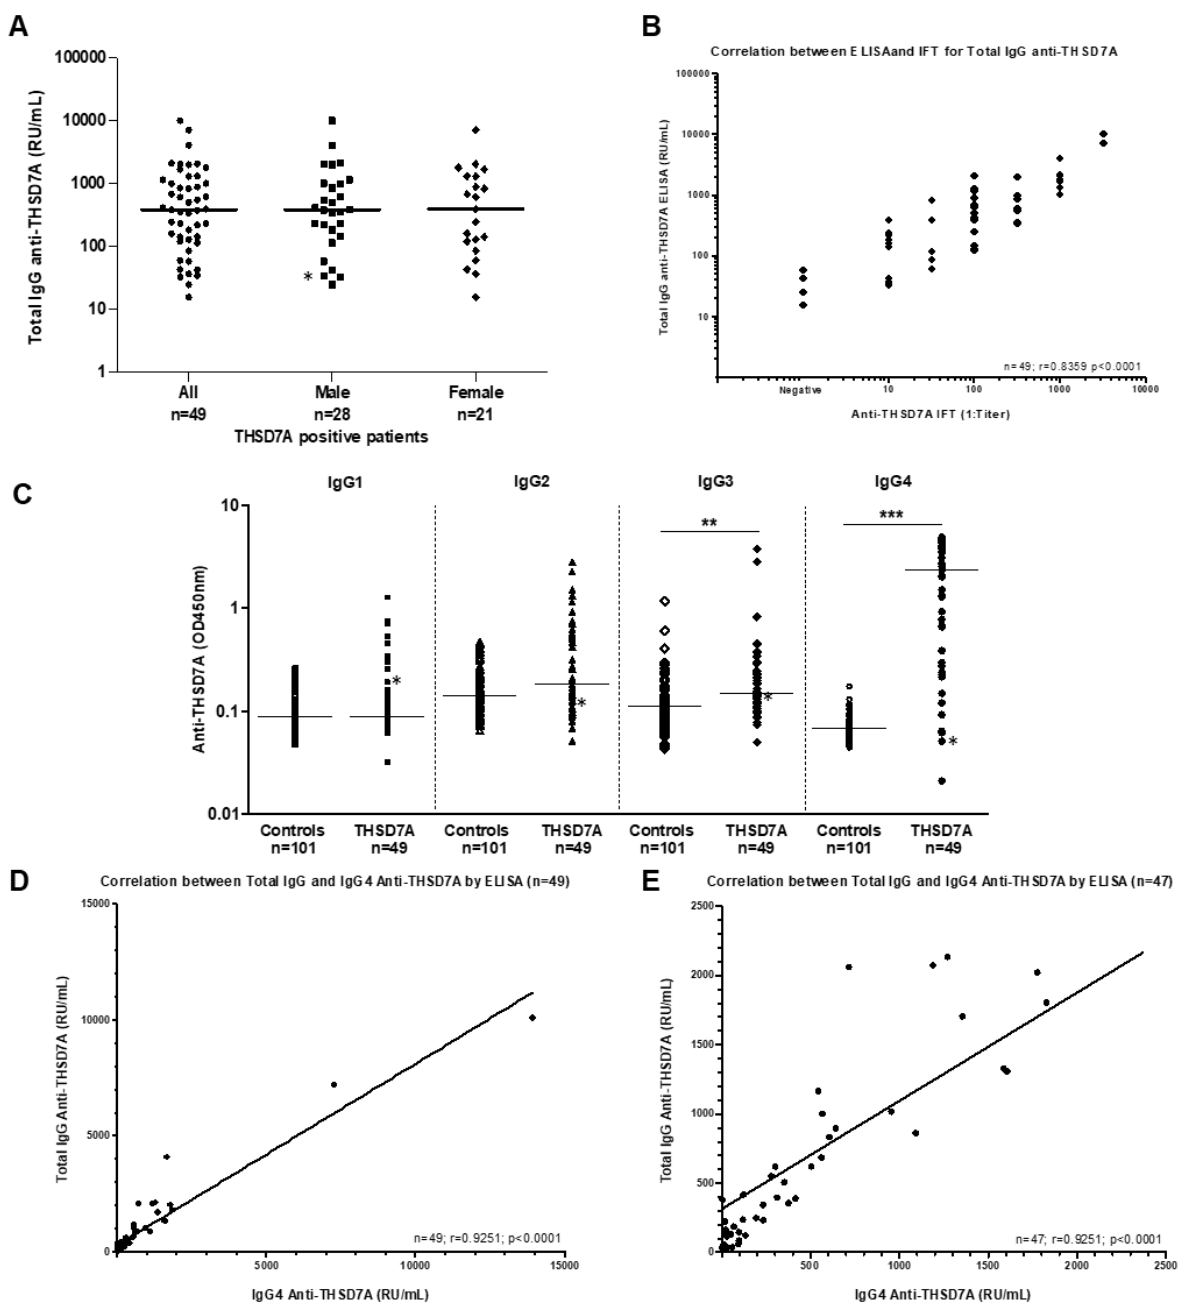 A
Total IgG anti-THSD7A (RU/mL)
100000
10000
1000
100
10
1
*
All
n=49
Male
n=28
Female
n=21
THSD7A positive patients
B
Correlation between ELISAand IFT for Total IgG anti-THSD7A
Total IgG anti-THSD7A ELISA (RU/mL)
100000
10000
1000
100
10
n=49; r=0.8359 p<0.0001
Negative
10
100
1000
10000
Anti-THSD7A IFT (1:Titer)
C
IgG1
IgG2
IgG3
IgG4
Anti-THSD7A (OD450nm)
10
1
0.1
0.01
**
***
*
*
*
*
Controls
n=101
THSD7A
n=49
Controls
n=101
THSD7A
n=49
Controls
n=101
THSD7A
n=49
Controls
n=101
THSD7A
n=49
D
Correlation between Total IgG and IgG4 Anti-THSD7A by ELISA (n=49)
Total IgG Anti-THSD7A (RU/mL)
15000
10000
5000
0
n=49; r=0.9251; p<0.0001
5000
10000
15000
IgG4 Anti-THSD7A (RU/mL)
E
Correlation between Total IgG and IgG4 Anti-THSD7A by ELISA (n=47)
Total IgG Anti-THSD7A (RU/mL)
2500
2000
1500
1000
500
0
n=47; r=0.9251; p<0.0001
500
1000
1500
2000
2500
IgG4 Anti-THSD7A (RU/mL)